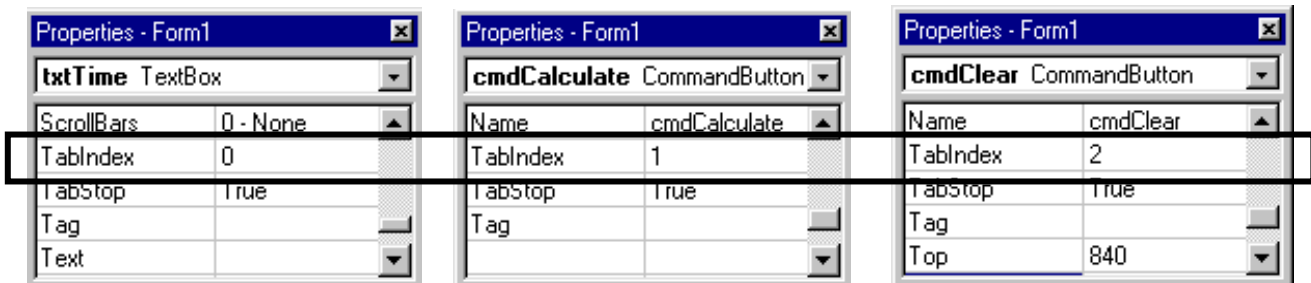 Properties - Form1
txtTime TextBox
ScrollBars 0 - None
TabIndex 0
TabStop True
Tag
Text
Properties - Form1
cmdCalculate CommandButton
Name cmdCalculate
TabIndex 1
TabStop True
Tag
Properties - Form1
cmdClear CommandButton
Name cmdClear
TabIndex 2
TabStop True
Tag
Top 840